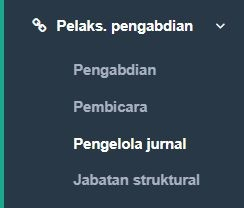 Pelaks. pengabdian
Pengabdian
Pembicara
Pengelola jurnal
Jabatan struktural